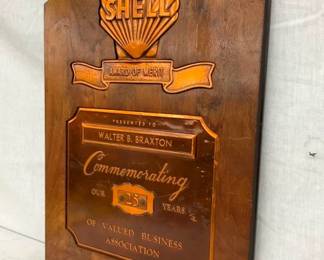 SHELL
AWARD OF MERIT
PRESENTED TO
WALTER B. BRAXTON
Commemorating
OUR 25 YEARS
OF VALUED BUSINESS
ASSOCIATION